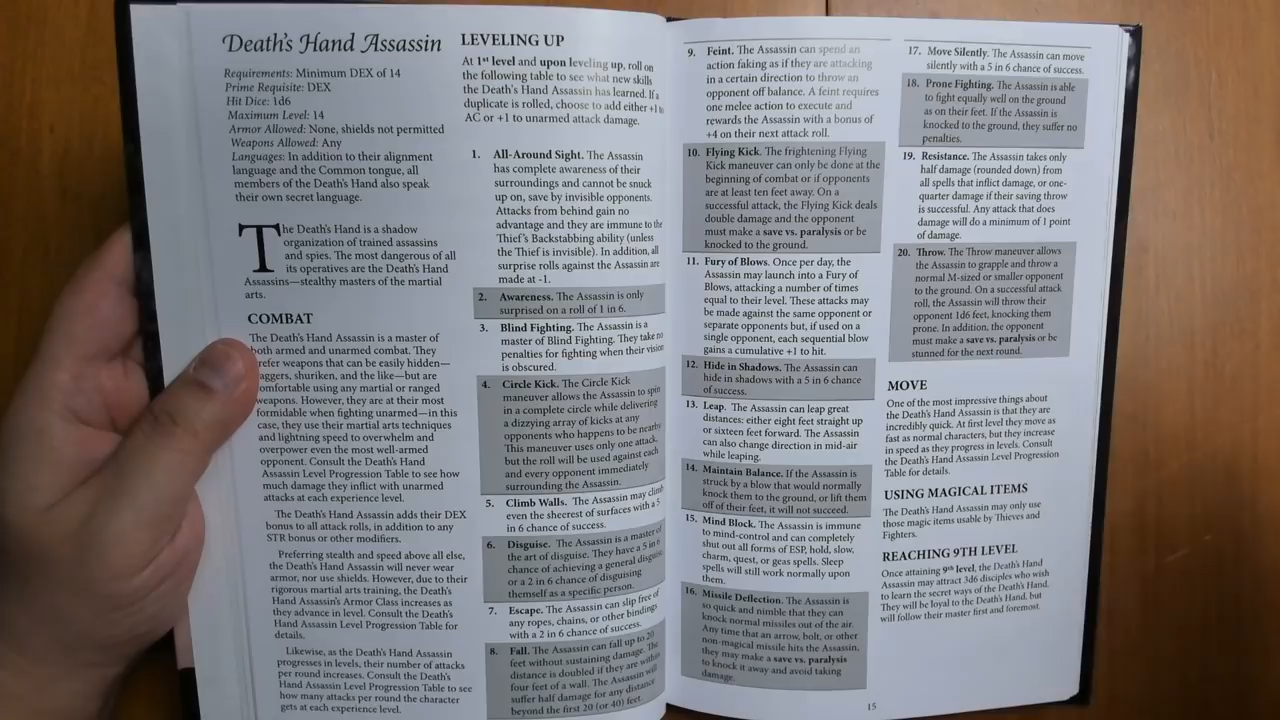 Death's Hand Assassin
Requirements: Minimum DEX of 14
Prime Requisite: DEX
Hit Dice: 1d6
Maximum Level: 14
Armor Allowed: None, shields not permitted
Weapons Allowed: Any
Languages: In addition to their alignment
language and the Common tongue, all
members of the Death's Hand also speak
their own secret language.
The Death's Hand is a shadow
organization of trained assassins
and spies. The most dangerous of all
its operatives are the Death's Hand
Assassins—stealthy masters of the martial
arts.
COMBAT
The Death's Hand Assassin is a master of
both armed and unarmed combat. They
prefer weapons that can be easily hidden—
daggers, shuriken, and the like—but are
comfortable using any martial or ranged
weapons. However, they are at their most
formidable when fighting unarmed—in this
case, they use their martial arts techniques
and lightning speed to overwhelm and
overpower even the most well-armed
opponent. Consult the Death's Hand
Assassin Level Progression Table to see how
much damage they inflict with unarmed
attacks at each experience level.
The Death's Hand Assassin adds their DEX
bonus to all attack rolls, in addition to any
STR bonus or other modifiers.
Preferring stealth and speed above all else,
the Death's Hand Assassin will never wear
armor, nor use shields. However, due to their
rigorous martial arts training, the Death's
Hand Assassin's Armor Class increases as
they advance in level. Consult the Death's
Hand Assassin Level Progression Table for
details.
Likewise, as the Death's Hand Assassin
progresses in levels, their number of attacks
per round increases. Consult the Death's
Hand Assassin Level Progression Table to see
how many attacks per round the character
gets at each experience level.
LEVELING UP
At 1st level and upon leveling up, roll on
the following table to see what new skills
the Death's Hand Assassin has learned. If a
duplicate is rolled, choose to add either +1 to
AC or +1 to unarmed attack damage.
1. All-Around Sight. The Assassin
has complete awareness of their
surroundings and cannot be snuck
up on, save by invisible opponents.
Attacks from behind gain no
advantage and they are immune to the
Thief's Backstabbing ability (unless
the Thief is invisible). In addition, all
surprise rolls against the Assassin are
made at -1.
2. Awareness. The Assassin is only
surprised on a roll of 1 in 6.
3. Blind Fighting. The Assassin is a
master of Blind Fighting. They take no
penalties for fighting when their vision
is obscured.
4. Circle Kick. The Circle Kick
maneuver allows the Assassin to spin
in a complete circle while delivering
a dizzying array of kicks at any
opponents who happens to be nearby
This maneuver uses only one attack,
but the roll will be used against each
and every opponent immediately
surrounding the Assassin.
5. Climb Walls. The Assassin may climb
even the sheerest of surfaces with a 5
in 6 chance of success.
6. Disguise. The Assassin is a master of
the art of disguise. They have a 5 in 6
chance of achieving a general disguise
or a 2 in 6 chance of disguising
themself as a specific person.
7. Escape. The Assassin can slip free of
any ropes, chains, or other bindings
with a 2 in 6 chance of success.
8. Fall. The Assassin can fall up to 20
feet without sustaining damage. The
distance is doubled if they are within
four feet of a wall. The Assassin will
suffer half damage for any distance
beyond the first 20 (or 40) feet.
9. Feint. The Assassin can spend an
action faking as if they are attacking
in a certain direction to throw an
opponent off balance. A feint requires
one melee action to execute and
rewards the Assassin with a bonus of
+4 on their next attack roll.
10. Flying Kick. The frightening Flying
Kick maneuver can only be done at the
beginning of combat or if opponents
are at least ten feet away. On a
successful attack, the Flying Kick deals
double damage and the opponent
must make a save vs. paralysis or be
knocked to the ground.
11. Fury of Blows. Once per day, the
Assassin may launch into a Fury of
Blows, attacking a number of times
equal to their level. These attacks may
be made against the same opponent or
separate opponents but, if used on a
single opponent, each sequential blow
gains a cumulative +1 to hit.
12. Hide in Shadows. The Assassin can
hide in shadows with a 5 in 6 chance
of success.
13. Leap. The Assassin can leap great
distances: either eight feet straight up
or sixteen feet forward. The Assassin
can also change direction in mid-air
while leaping.
14. Maintain Balance. If the Assassin is
struck by a blow that would normally
knock them to the ground, or lift them
off of their feet, it will not succeed.
15. Mind Block. The Assassin is immune
to mind-control and can completely
shut out all forms of ESP, hold, slow,
charm, quest, or geas spells. Sleep
spells will still work normally upon
them.
16. Missile Deflection. The Assassin is
so quick and nimble that they can
knock normal missiles out of the air.
Any time that an arrow, bolt, or other
non-magical missile hits the Assassin,
they may make a save vs. paralysis
to knock it away and avoid taking
damage.
17. Move Silently. The Assassin can move
silently with a 5 in 6 chance of success.
18. Prone Fighting. The Assassin is able
to fight equally well on the ground
as on their feet. If the Assassin is
knocked to the ground, they suffer no
penalties.
19. Resistance. The Assassin takes only
half damage (rounded down) from
all spells that inflict damage, or one-
quarter damage if their saving throw
is successful. Any attack that does
damage will do a minimum of 1 point
of damage.
20. Throw. The Throw maneuver allows
the Assassin to grapple and throw a
normal M-sized or smaller opponent
to the ground. On a successful attack
roll, the Assassin will throw their
opponent 1d6 feet, knocking them
prone. In addition, the opponent
must make a save vs. paralysis or be
stunned for the next round.
MOVE
One of the most impressive things about
the Death's Hand Assassin is that they are
incredibly quick. At first level they move as
fast as normal characters, but they increase
in speed as they progress in levels. Consult
the Death's Hand Assassin Level Progression
Table for details.
USING MAGICAL ITEMS
The Death's Hand Assassin may only use
those magic items usable by Thieves and
Fighters.
REACHING 9TH LEVEL
Once attaining 9th level, the Death's Hand
Assassin may attract 3d6 disciples who wish
to learn the secret ways of the Death's Hand.
They will be loyal to the Death's Hand, but
will follow their master first and foremost.
15